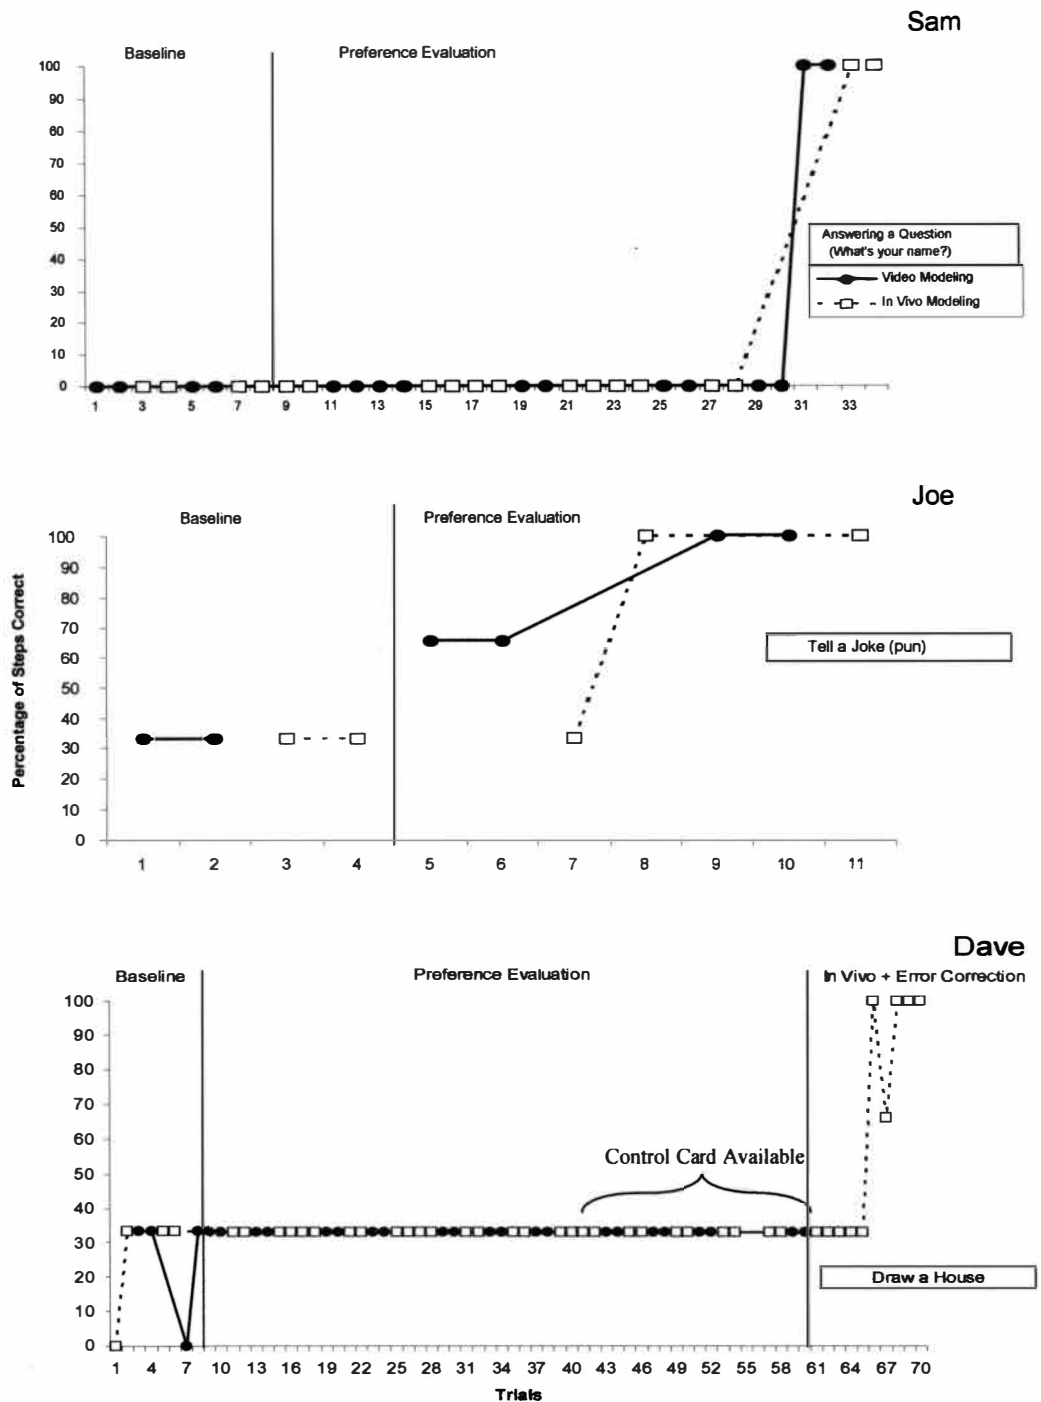 Sam
Baseline
Preference Evaluation
100
90
80
70
60
50
40
30
20
10
0
1 3 5 7 9 11 13 15 17 19 21 23 25 27 29 31 33
Answering a Question
(What's your name?)
Video Modeling
In Vivo Modeling
Joe
Baseline
Preference Evaluation
Percentage of Steps Correct
100
90
80
70
60
50
40
30
20
10
0
1 2 3 4 5 6 7 8 9 10 11
Tell a Joke (pun)
Dave
Baseline
Preference Evaluation
In Vivo + Error Correction
100
90
80
70
60
50
40
30
20
10
0
Control Card Available
Draw a House
1 4 7 10 13 16 19 22 25 28 31 34 37 40 43 46 49 52 55 58 61 64 67 70
Trials